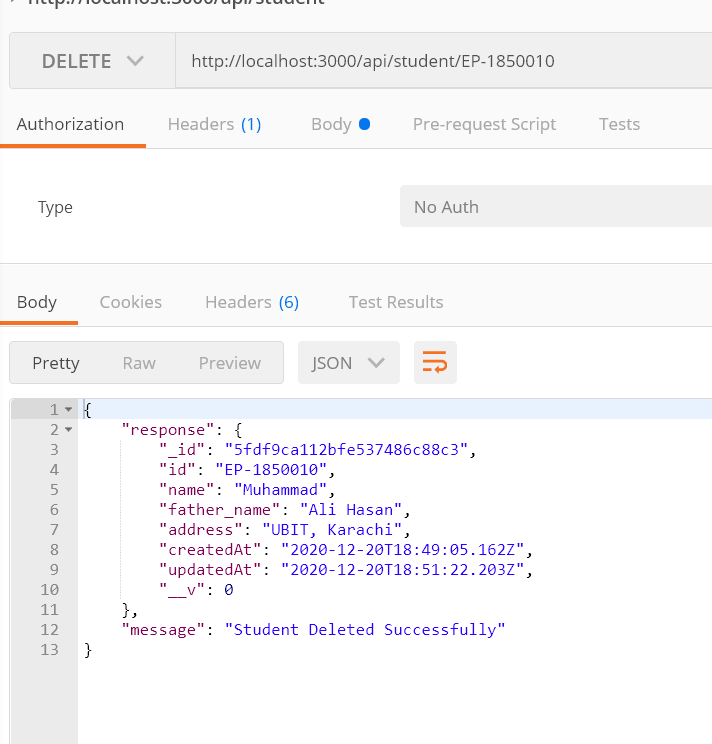 http://localhost:3000/api/student
DELETE http://localhost:3000/api/student/EP-1850010
Authorization Headers (1) Body Pre-request Script Tests
Type No Auth
Body Cookies Headers (6) Test Results
Pretty Raw Preview JSON
1 {
2 "response": {
3 "_id": "5fdf9ca112bfe537486c88c3",
4 "id": "EP-1850010",
5 "name": "Muhammad",
6 "father_name": "Ali Hasan",
7 "address": "UBIT, Karachi",
8 "createdAt": "2020-12-20T18:49:05.162Z",
9 "updatedAt": "2020-12-20T18:51:22.203Z",
10 "__v": 0
11 },
12 "message": "Student Deleted Successfully"
13 }